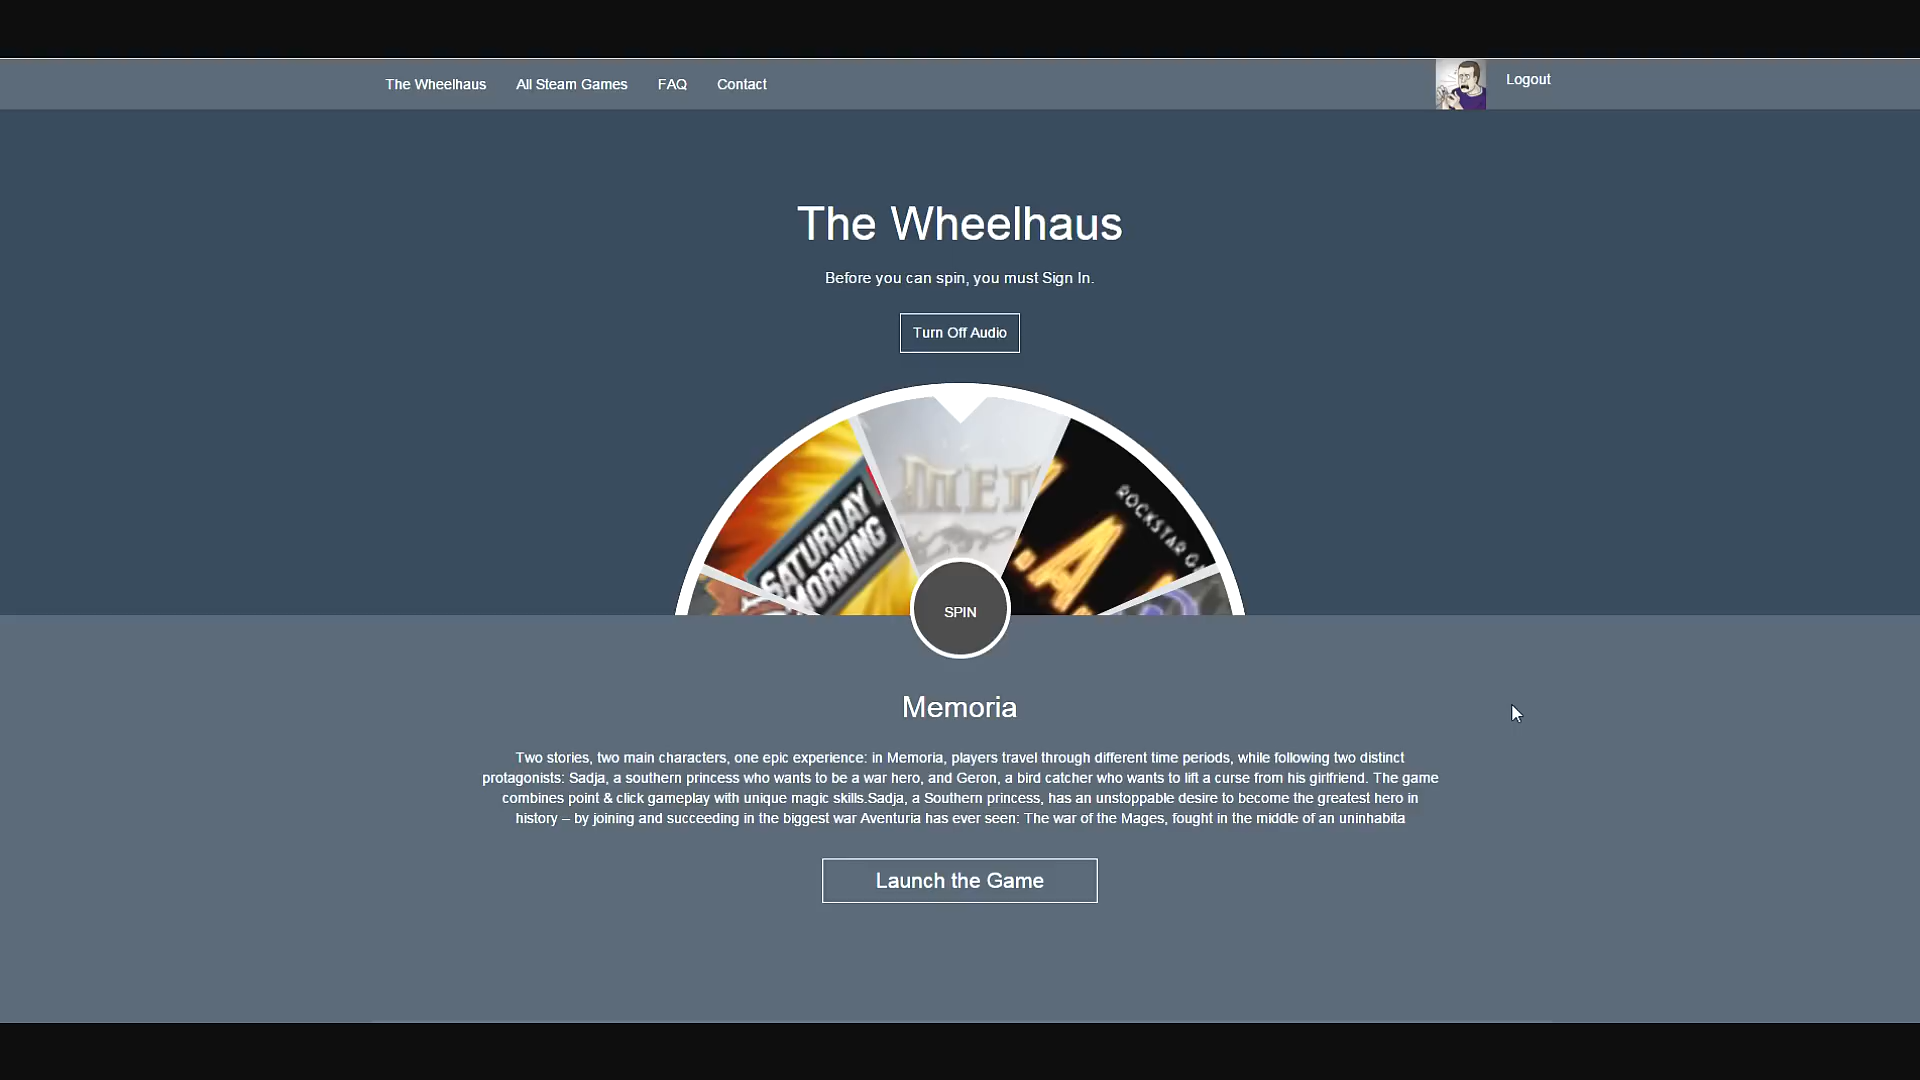 The Wheelhaus All Steam Games FAQ Contact Logout
The Wheelhaus
Before you can spin, you must Sign In.
Turn Off Audio
SATURDAY
MORNING
MEM
ROCKSTAR GA
.A.
SPIN
Memoria
Two stories, two main characters, one epic experience: in Memoria, players travel through different time periods, while following two distinct
protagonists: Sadja, a southern princess who wants to be a war hero, and Geron, a bird catcher who wants to lift a curse from his girlfriend. The game
combines point & click gameplay with unique magic skills.Sadja, a Southern princess, has an unstoppable desire to become the greatest hero in
history – by joining and succeeding in the biggest war Aventuria has ever seen: The war of the Mages, fought in the middle of an uninhabita
Launch the Game